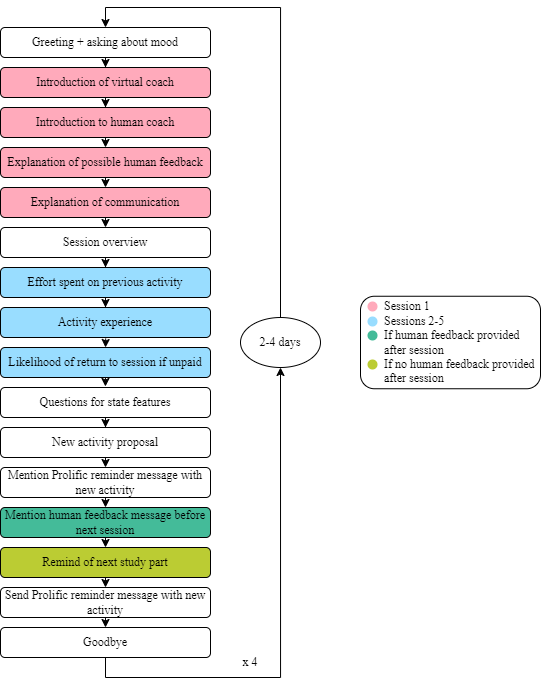 Greeting + asking about mood
Introduction of virtual coach
Introduction to human coach
Explanation of possible human feedback
Explanation of communication
Session overview
Effort spent on previous activity
Activity experience
Likelihood of return to session if unpaid
Questions for state features
New activity proposal
Mention Prolific reminder message with
new activity
Mention human feedback message before
next session
Remind of next study part
Send Prolific reminder message with new
activity
Goodbye
x 4
2-4 days
Session 1
Sessions 2-5
If human feedback provided
after session
If no human feedback provided
after session